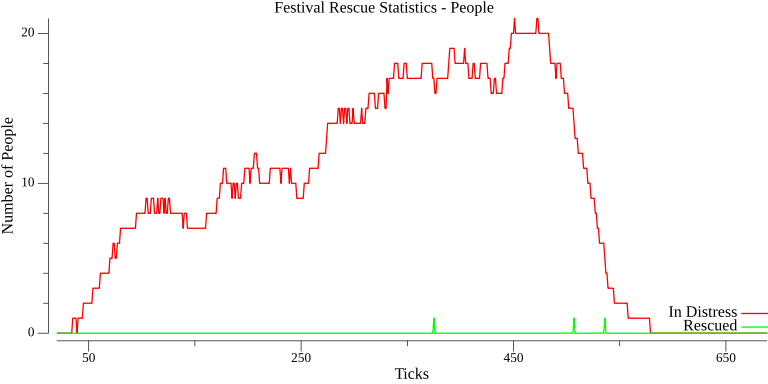 Festival Rescue Statistics - People
20
10
0
Number of People
50
250
450
650
Ticks
In Distress
Rescued